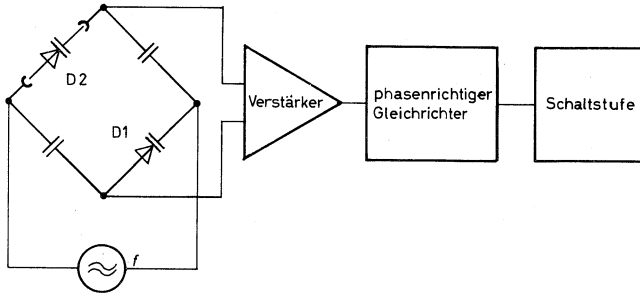 D2
D1
Verstärker
phasenrichtiger
Gleichrichter
Schaltstufe
f